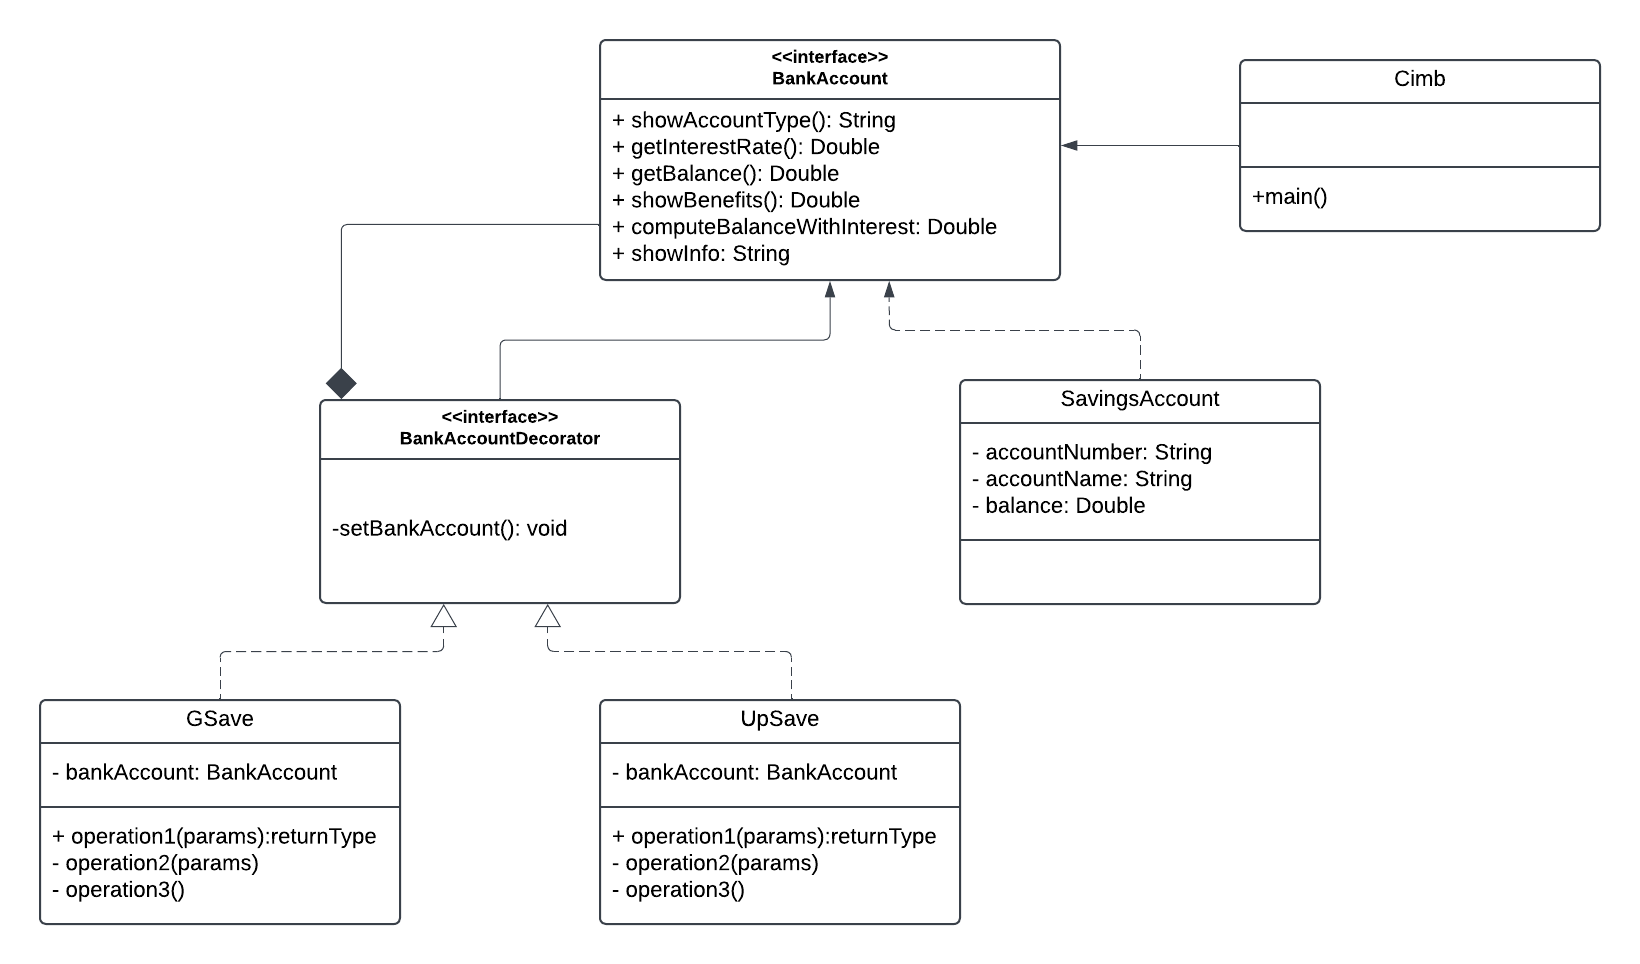 <<interface>>
BankAccount
+ showAccountType(): String
+ getInterestRate(): Double
+ getBalance(): Double
+ showBenefits(): Double
+ computeBalanceWithInterest: Double
+ showInfo: String
Cimb
+main()
<<interface>>
BankAccountDecorator
-setBankAccount(): void
SavingsAccount
- accountNumber: String
- accountName: String
- balance: Double
GSave
- bankAccount: BankAccount
+ operation1(params):returnType
- operation2(params)
- operation3()
UpSave
- bankAccount: BankAccount
+ operation1(params):returnType
- operation2(params)
- operation3()